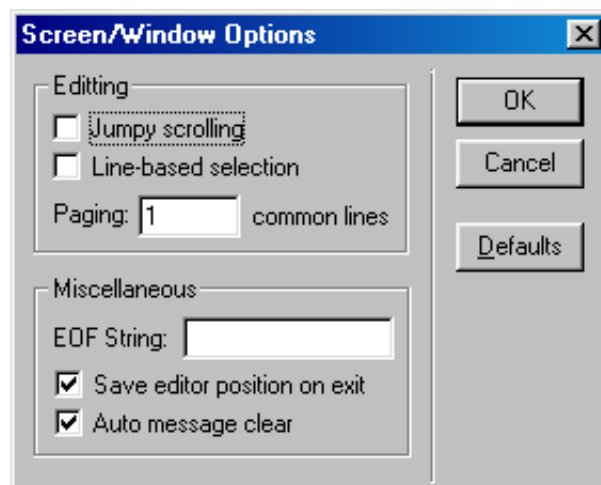 Screen/Window Options
Editting
Jumpy scrolling
Line-based selection
Paging: 1 common lines
Miscellaneous
EOF String:
Save editor position on exit
Auto message clear
OK
Cancel
Defaults